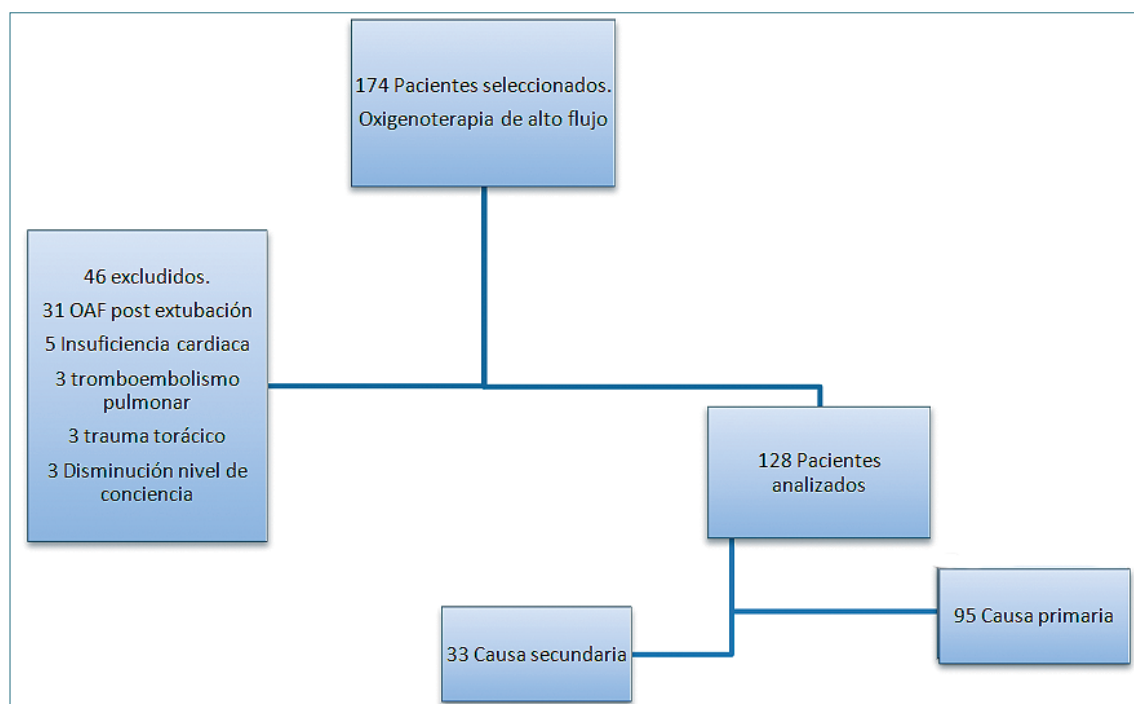 174 Pacientes seleccionados.
Oxigenoterapia de alto flujo
46 excluidos.
31 OAF post extubación
5 Insuficiencia cardiaca
3 tromboembolismo
pulmonar
3 trauma torácico
3 Disminución nivel de
conciencia
128 Pacientes
analizados
95 Causa primaria
33 Causa secundaria